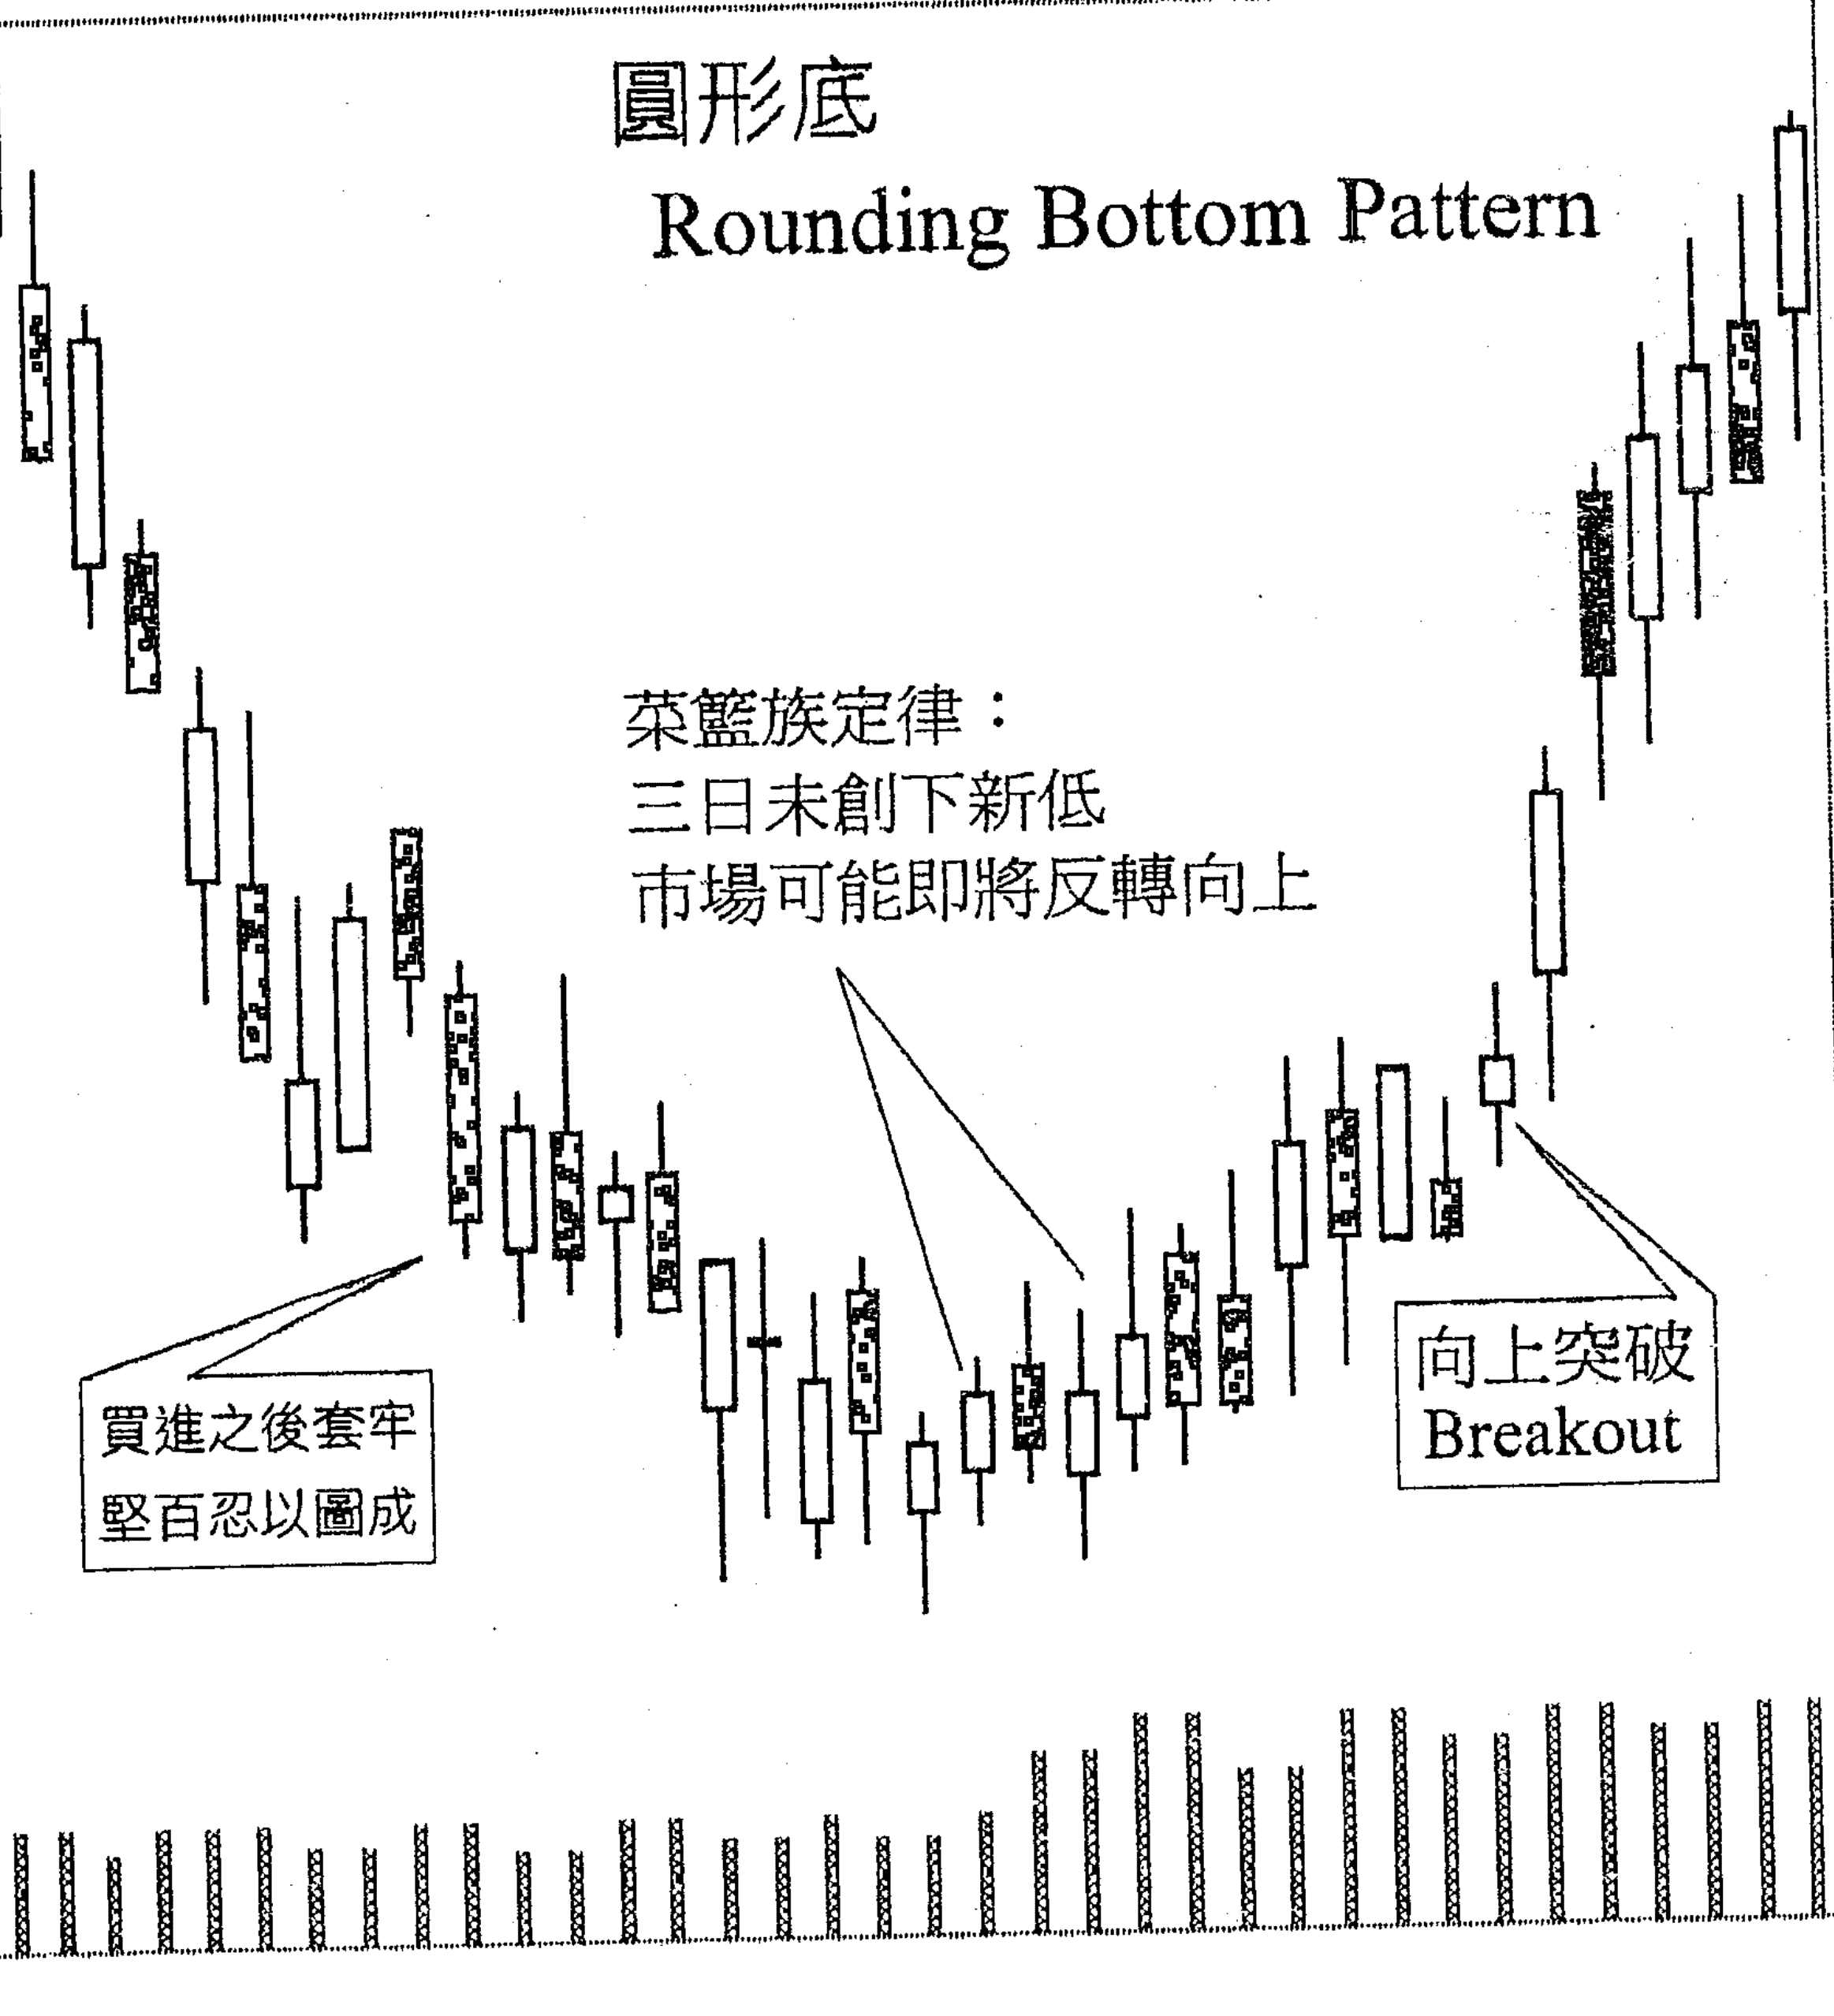 圓形底
Rounding Bottom Pattern
菜籃族定律：
三日未創下新低
市場可能即將反轉向上
買進之後套牢
堅百忍以圖成
向上突破
Breakout